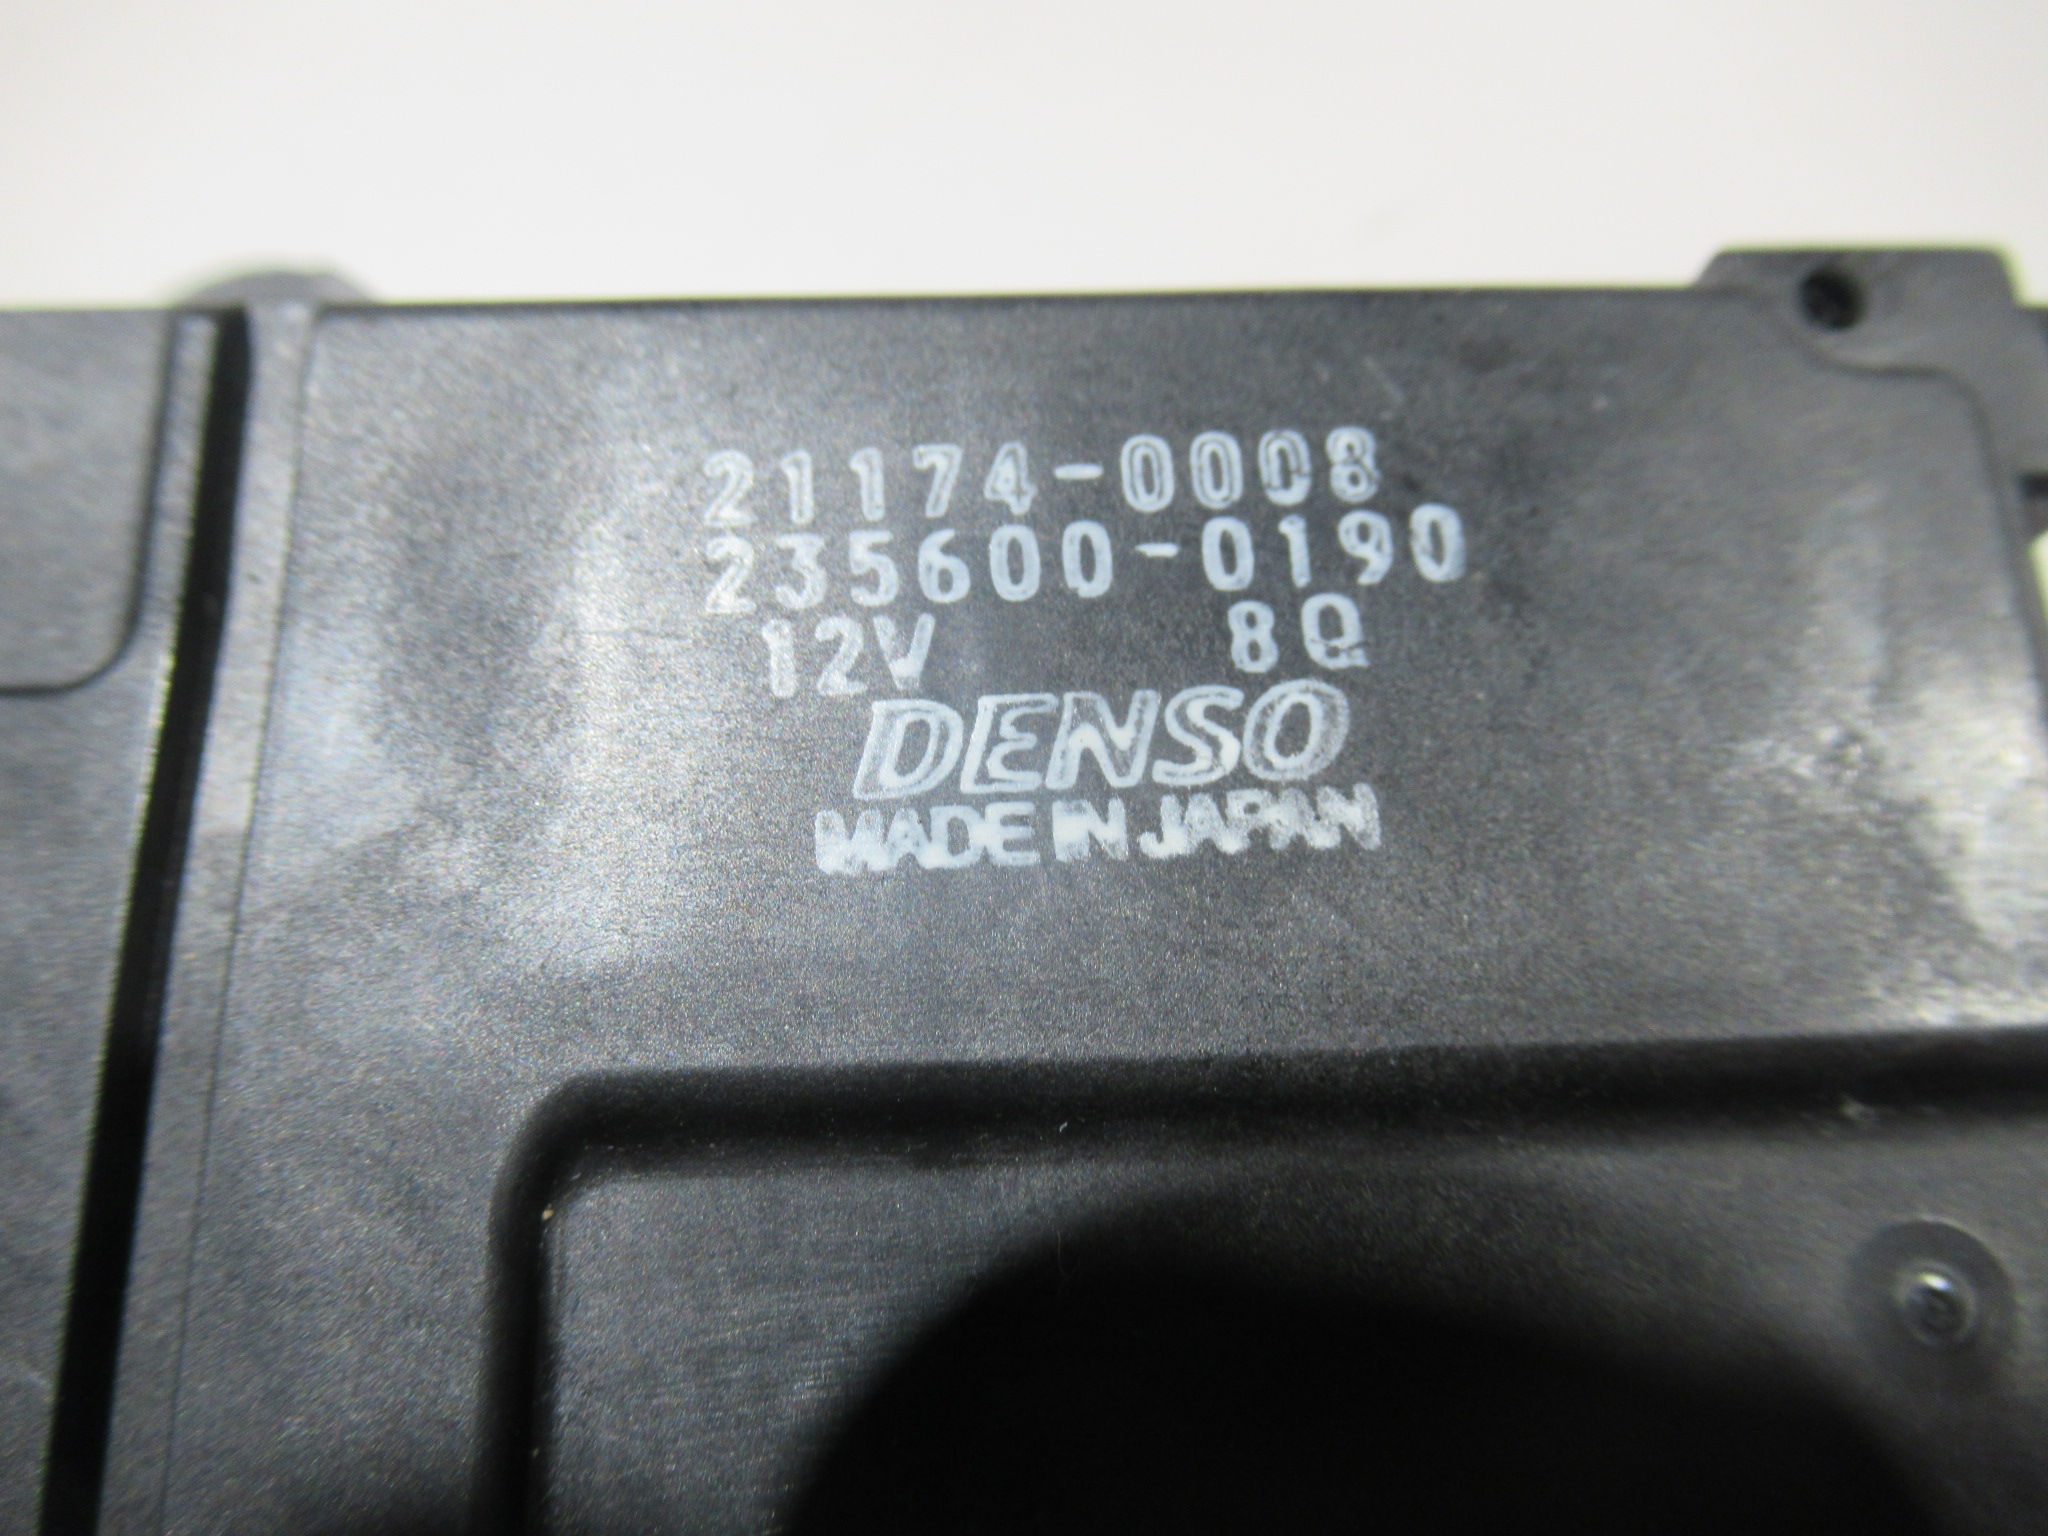 21174-0008
235600-0190
12V 8Q
DENSO
MADE IN JAPAN